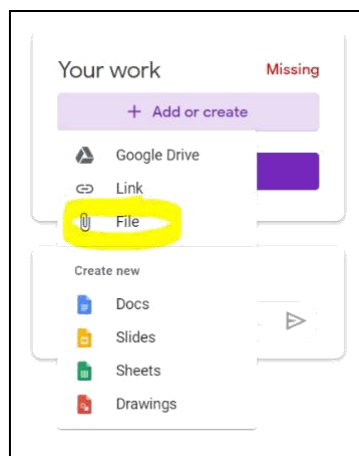 Your work
Missing
+ Add or create
Google Drive
Link
File
Create new
Docs
Slides
Sheets
Drawings